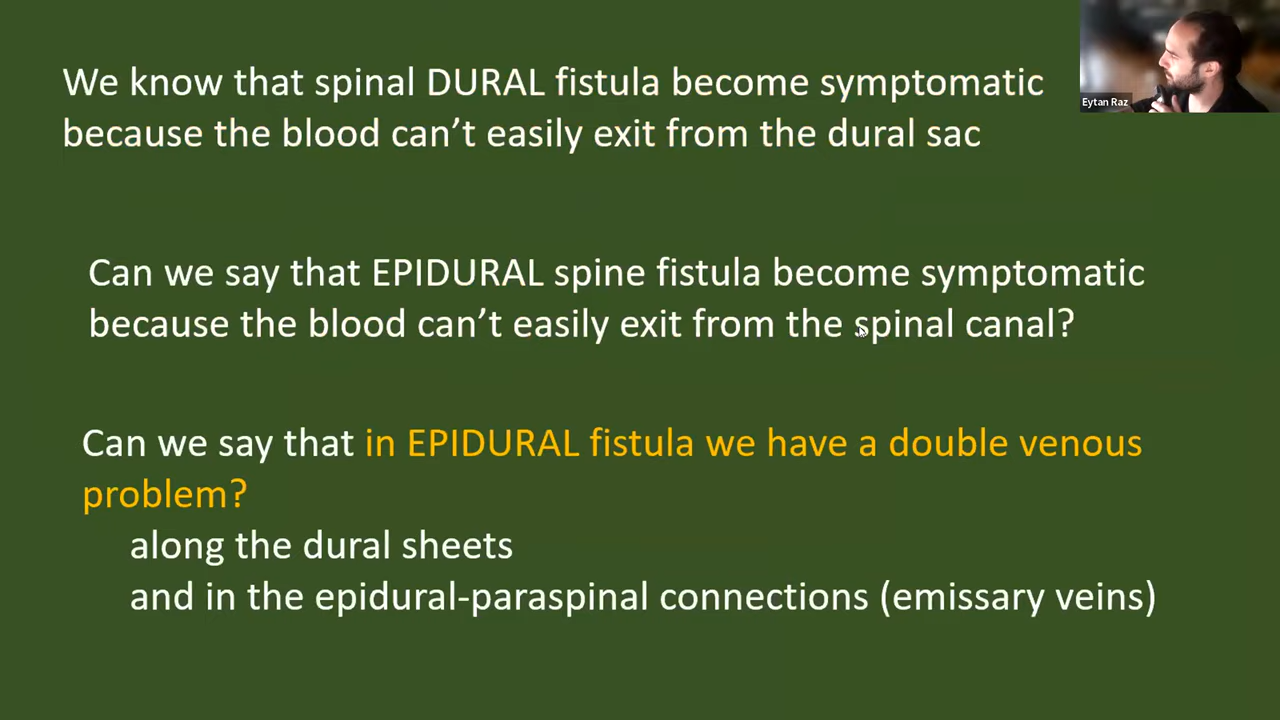 We know that spinal DURAL fistula become symptomatic
because the blood can’t easily exit from the dural sac
Eytan Raz
Can we say that EPIDURAL spine fistula become symptomatic
because the blood can’t easily exit from the spinal canal?
Can we say that in EPIDURAL fistula we have a double venous
problem?
along the dural sheets
and in the epidural-paraspinal connections (emissary veins)